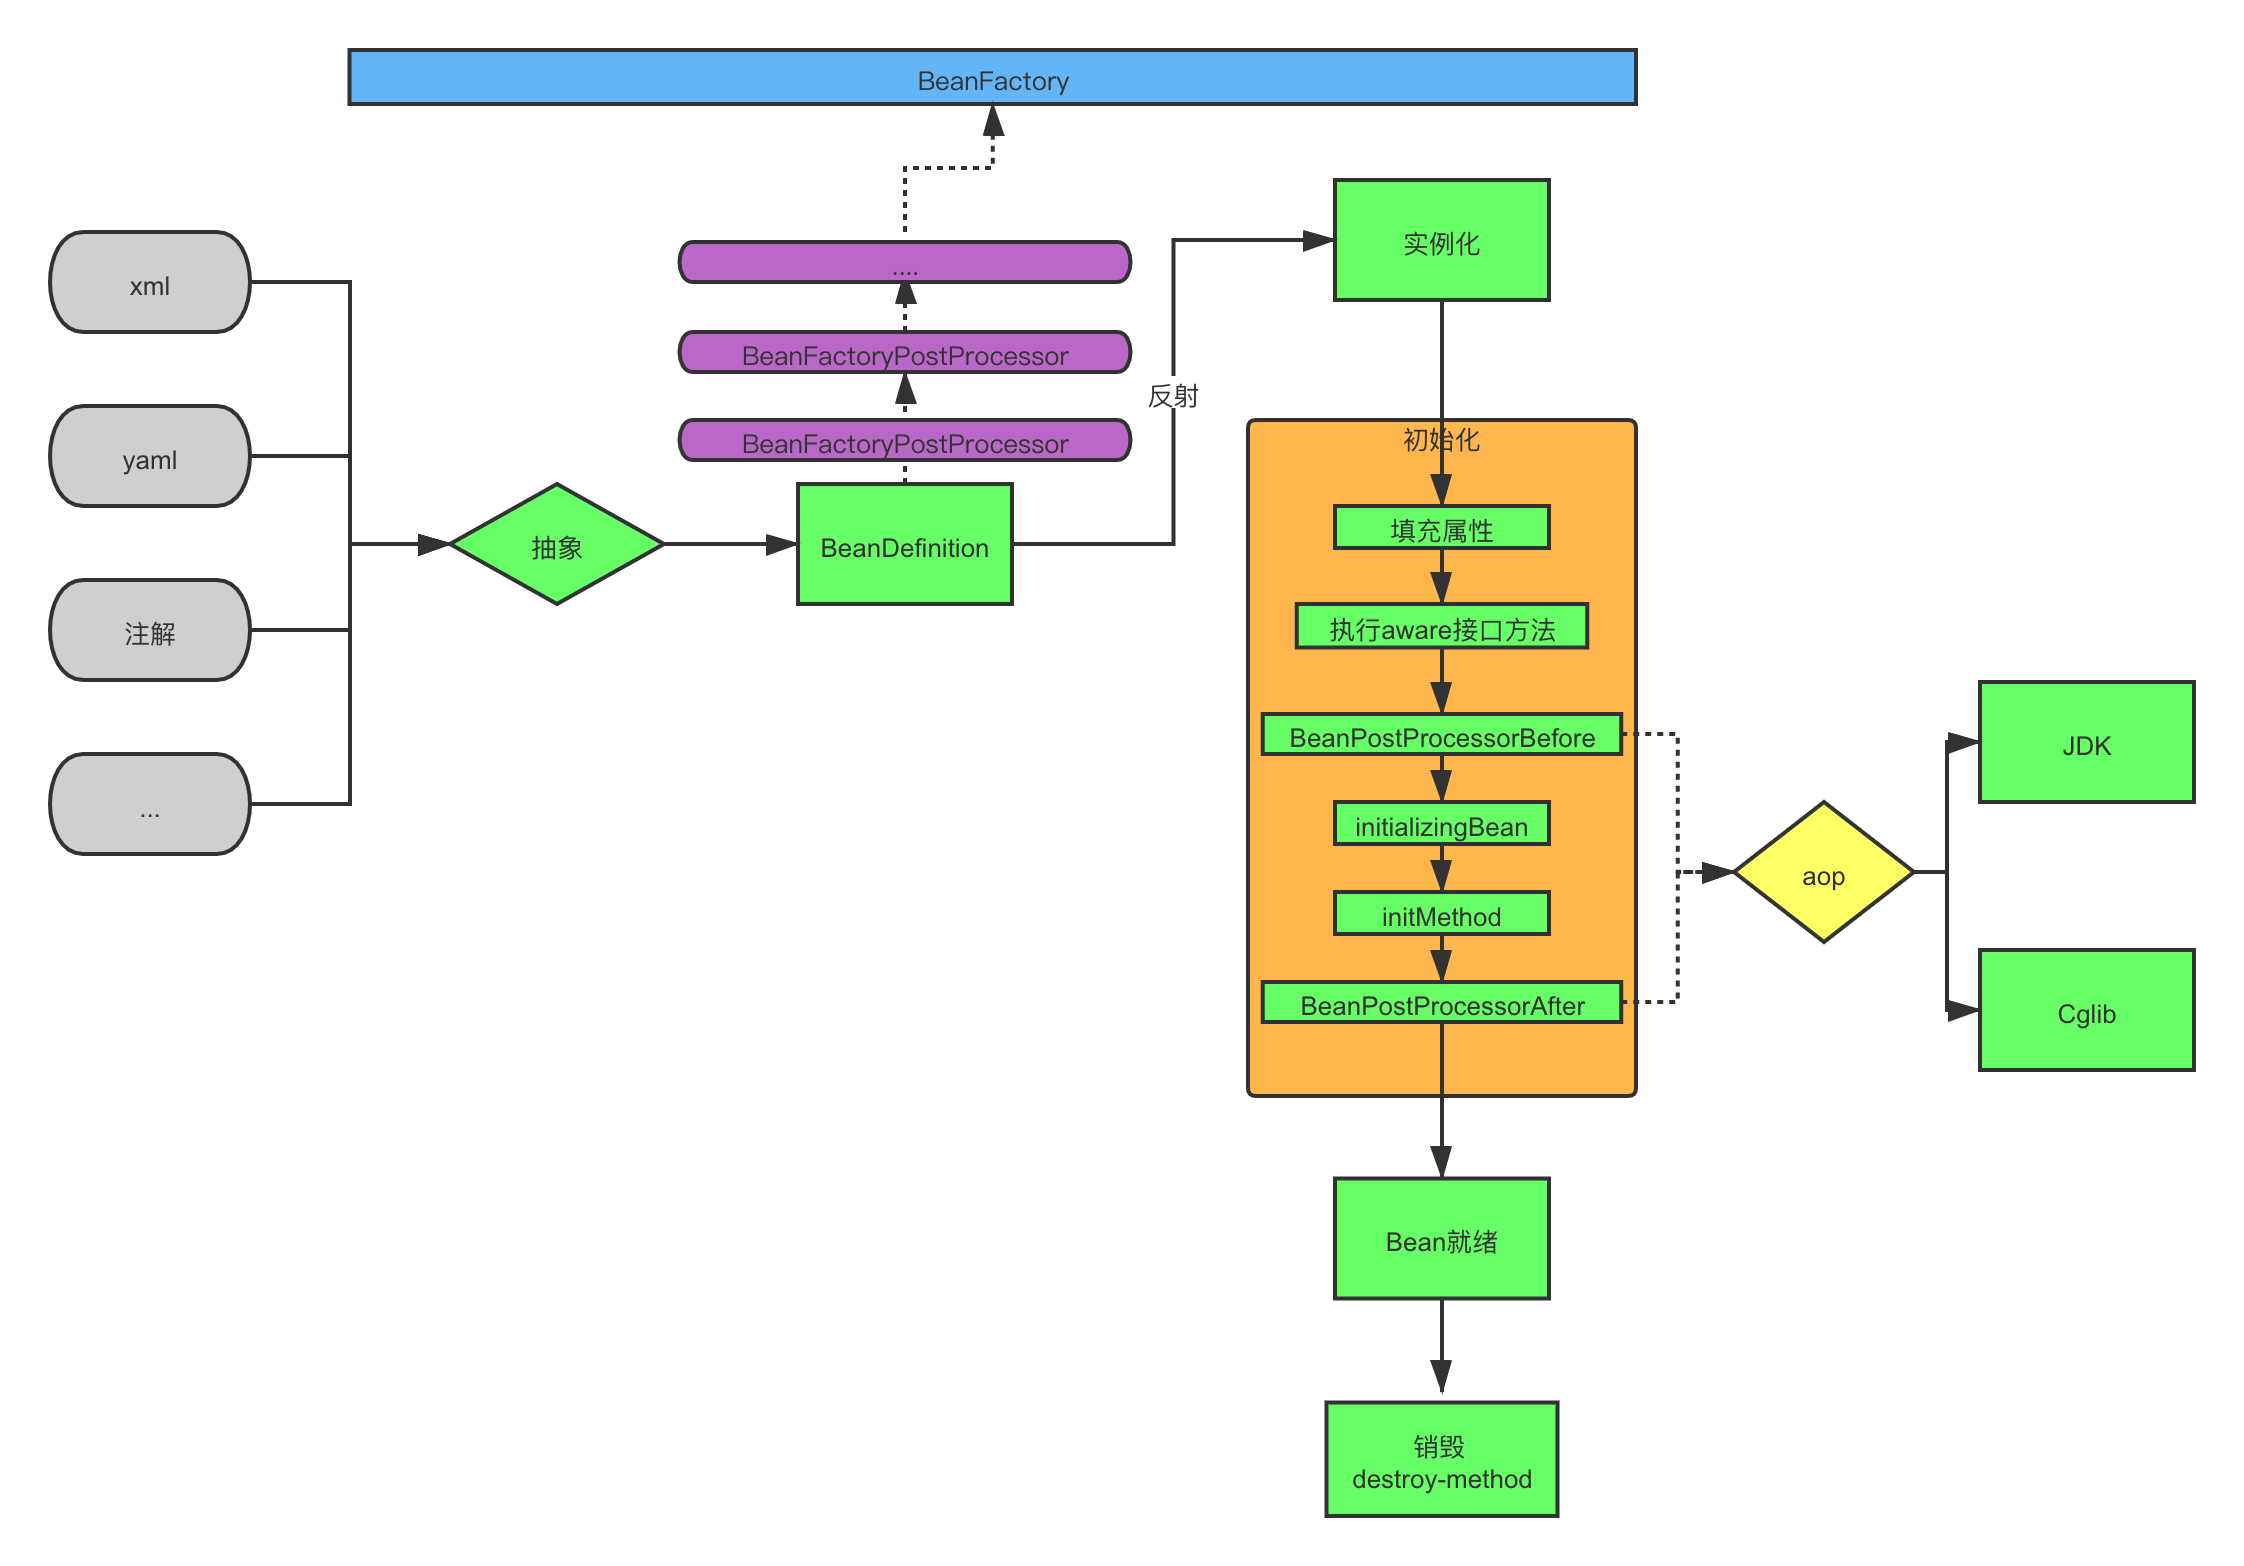 BeanFactory
xml
yaml
注解
...
抽象
....
BeanFactoryPostProcessor
BeanFactoryPostProcessor
BeanDefinition
反射
实例化
初始化
填充属性
执行aware接口方法
BeanPostProcessorBefore
initializingBean
initMethod
BeanPostProcessorAfter
aop
JDK
Cglib
Bean就绪
销毁
destroy-method